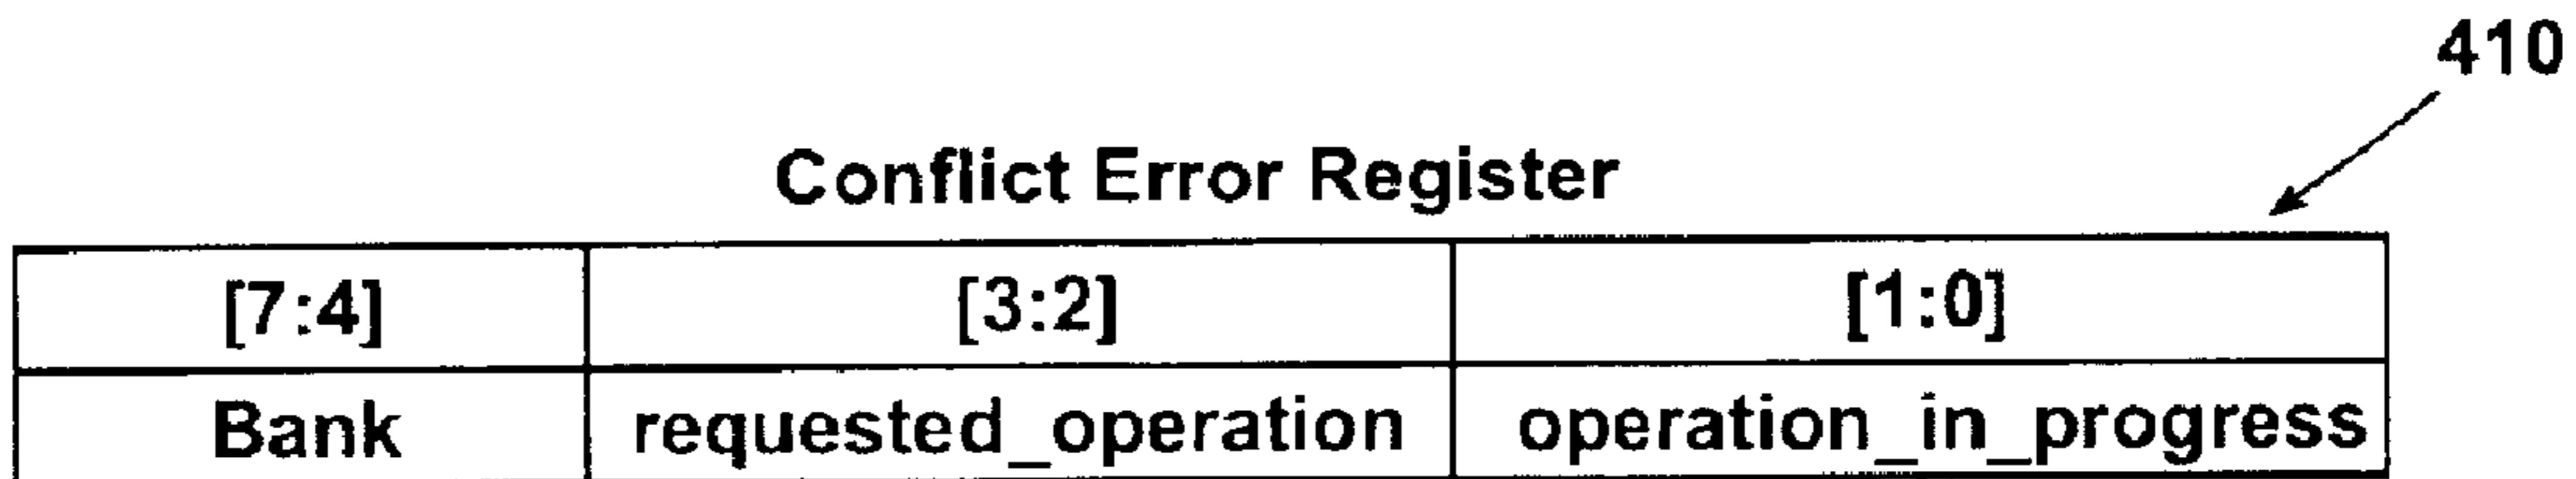 410
Conflict Error Register
[7:4] [3:2] [1:0]
Bank requested_operation operation_in_progress